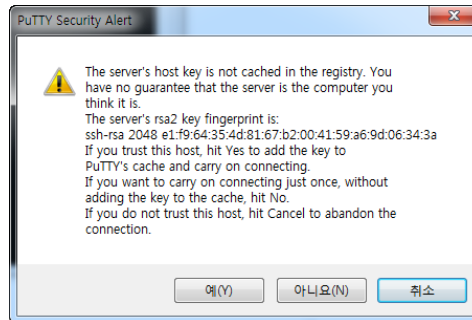 PuTTY Security Alert
The server's host key is not cached in the registry. You
have no guarantee that the server is the computer you
think it is.
The server's rsa2 key fingerprint is:
ssh-rsa 2048 e1:f9:64:35:4d:81:67:b2:00:41:59:a6:9d:06:34:3a
If you trust this host, hit Yes to add the key to
PuTTY's cache and carry on connecting.
If you want to carry on connecting just once, without
adding the key to the cache, hit No.
If you do not trust this host, hit Cancel to abandon the
connection.
예(Y) 아니요(N) 취소